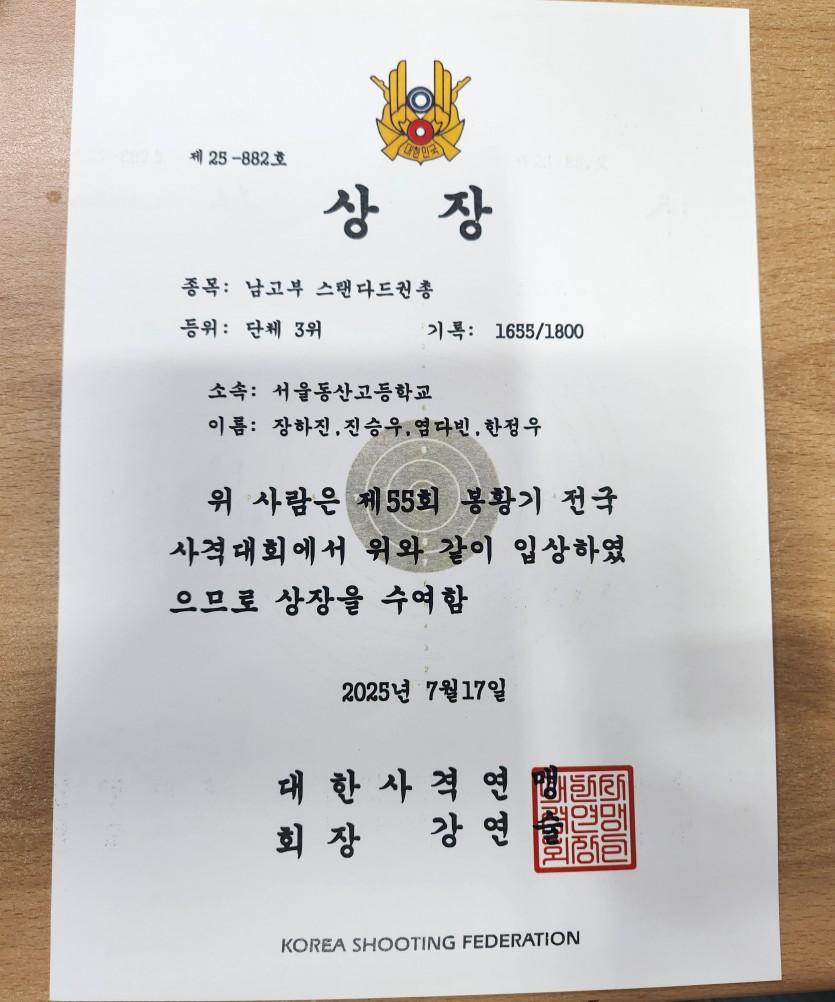 대한민국
제 25-882호
상 장
종목: 남고부 스탠다드권총
등위: 단체 3위 기록: 1655/1800
소속: 서울동산고등학교
이름: 장하진,진승우,염다빈,한정우
위 사람은 제55회 봉황기 전국
사격대회에서 위와 같이 입상하였
으므로 상장을 수여함
2025년 7월17일
대한사격연맹
회장 강연술
KOREA SHOOTING FEDERATION